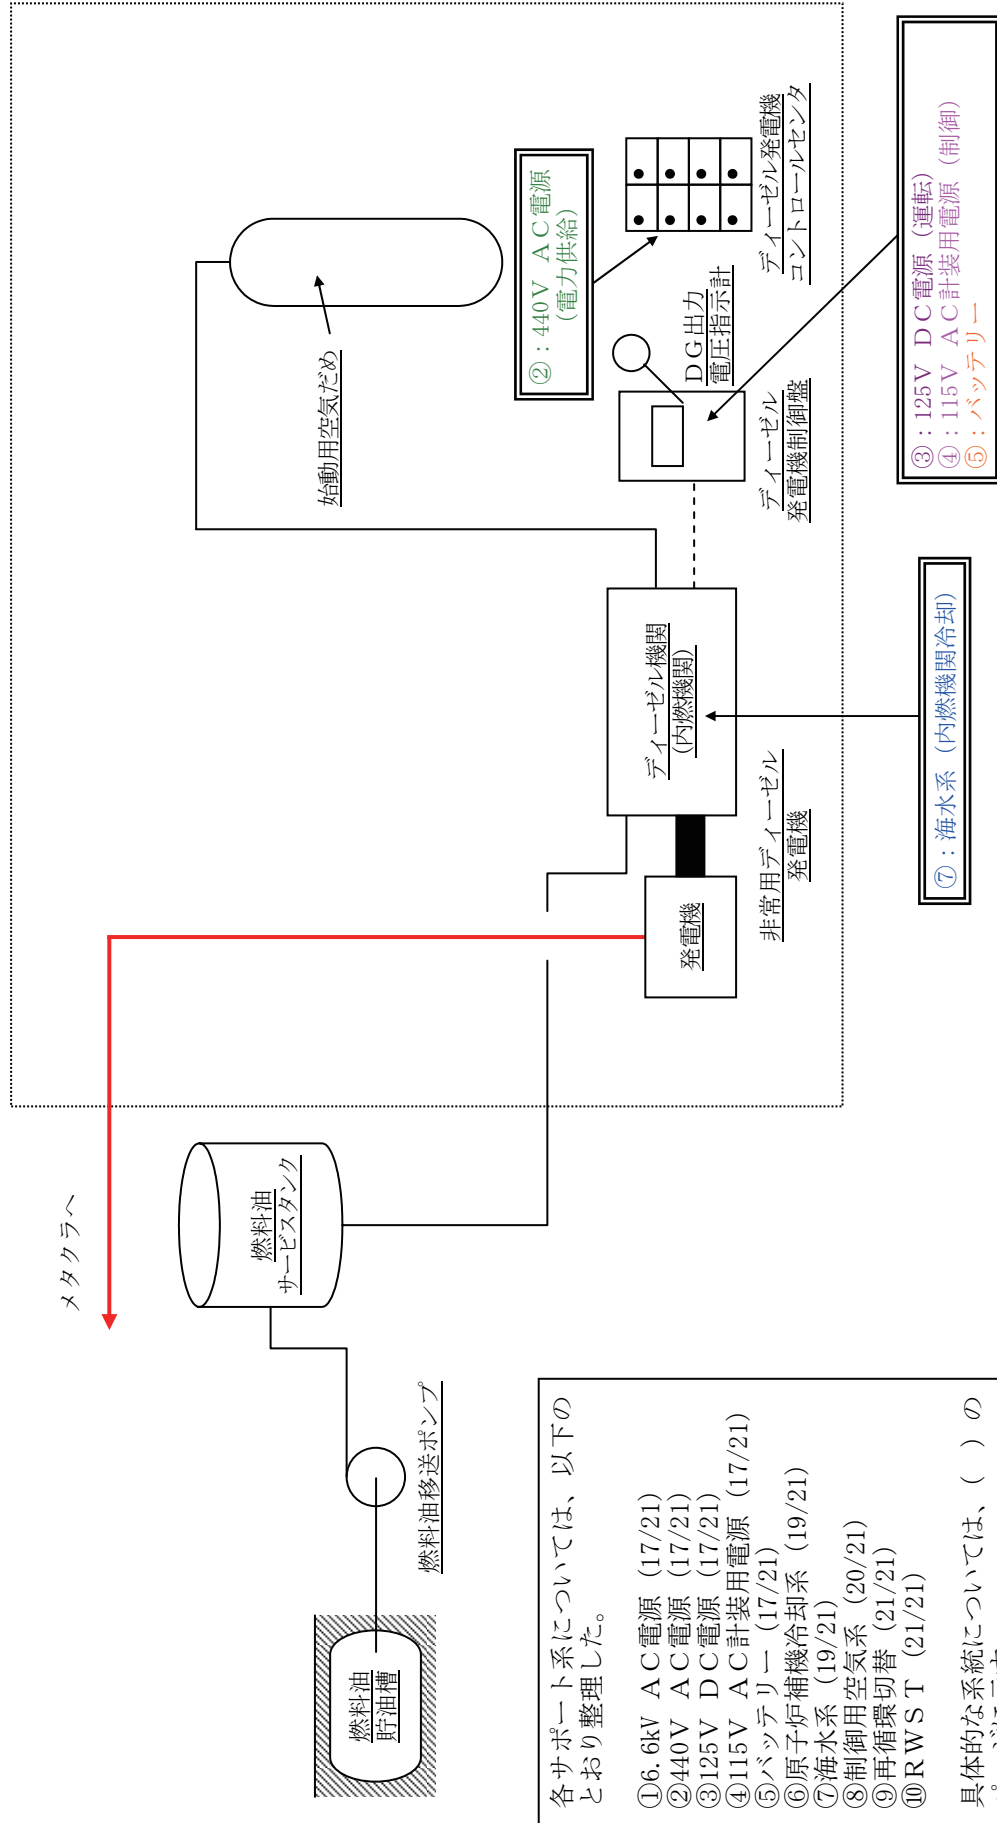 メタクラへ
燃料油
貯油槽
燃料油移送ポンプ
燃料油
サービスタンク
始動用空気だめ
発電機
ディーゼル機関
(内燃機関)
非常用ディーゼル
発電機
②：440V AC電源
（電力供給）
DG出力
電圧指示計
ディーゼル
発電機制御盤
ディーゼル発電機
コントロールセンタ
⑦：海水系（内燃機関冷却）
③：125V DC電源（運転）
④：115V AC計装用電源（制御）
⑤：バッテリー
各サポート系については、以下の
とおり整理した。
①6.6kV AC電源（17/21）
②440V AC電源（17/21）
③125V DC電源（17/21）
④115V AC計装用電源（17/21）
⑤バッテリー（17/21）
⑥原子炉補機冷却系（19/21）
⑦海水系（19/21）
⑧制御用空気系（20/21）
⑨再循環切替（21/21）
⑩RWST（21/21）
具体的な系統については、( )の